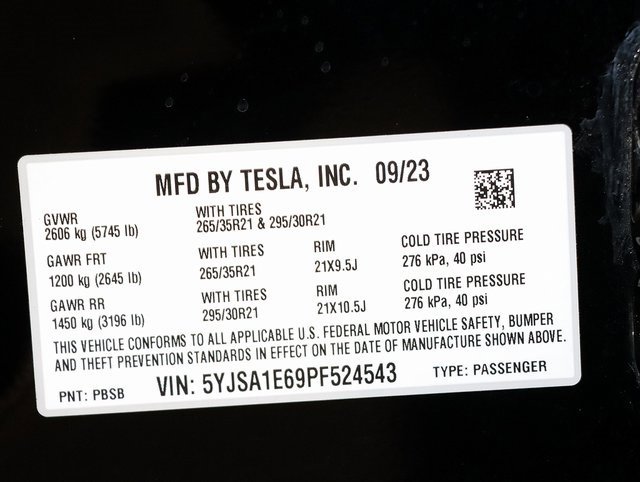 MFD BY TESLA, INC. 09/23
GVWR WITH TIRES
2606 kg (5745 lb) 265/35R21 & 295/30R21
GAWR FRT WITH TIRES RIM COLD TIRE PRESSURE
1200 kg (2645 lb) 265/35R21 21X9.5J 276 kPa, 40 psi
GAWR RR WITH TIRES RIM COLD TIRE PRESSURE
1450 kg (3196 lb) 295/30R21 21X10.5J 276 kPa, 40 psi
THIS VEHICLE CONFORMS TO ALL APPLICABLE U.S. FEDERAL MOTOR VEHICLE SAFETY, BUMPER
AND THEFT PREVENTION STANDARDS IN EFFECT ON THE DATE OF MANUFACTURE SHOWN ABOVE.
PNT: PBSB VIN: 5YJSA1E69PF524543 TYPE: PASSENGER